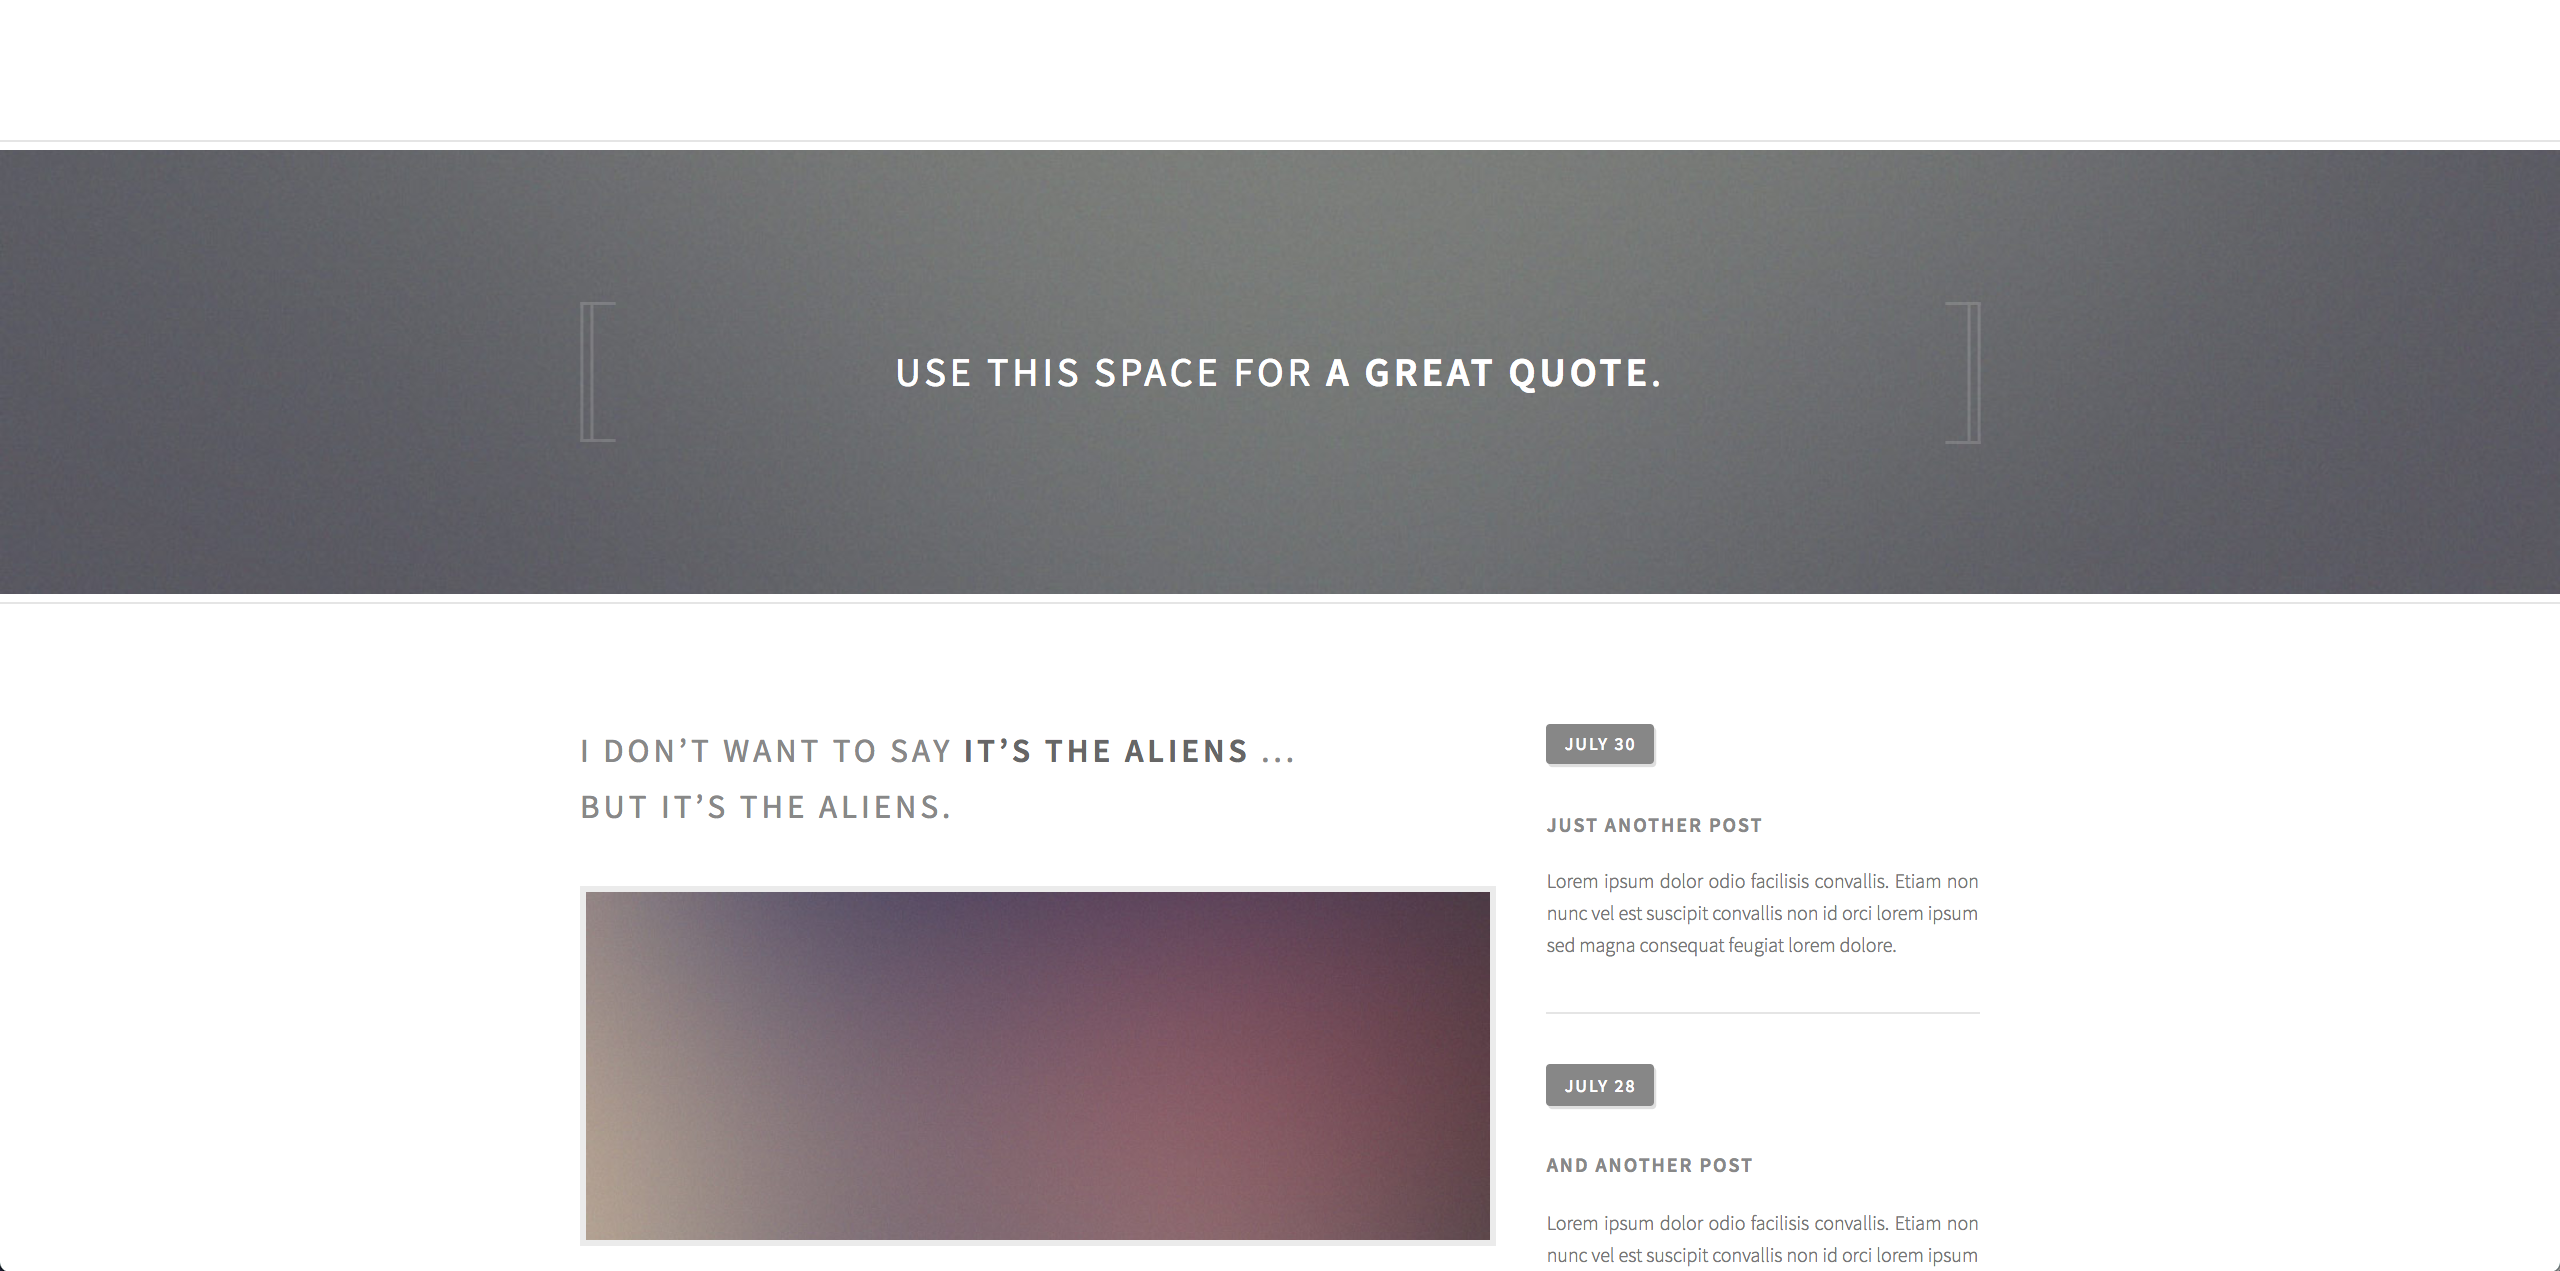 USE THIS SPACE FOR A GREAT QUOTE.
I DON’T WANT TO SAY IT’S THE ALIENS ...
BUT IT’S THE ALIENS.
JULY 30
JUST ANOTHER POST
Lorem ipsum dolor odio facilisis convallis. Etiam non
nunc vel est suscipit convallis non id orci lorem ipsum
sed magna consequat feugiat lorem dolore.
JULY 28
AND ANOTHER POST
Lorem ipsum dolor odio facilisis convallis. Etiam non
nunc vel est suscipit convallis non id orci lorem ipsum